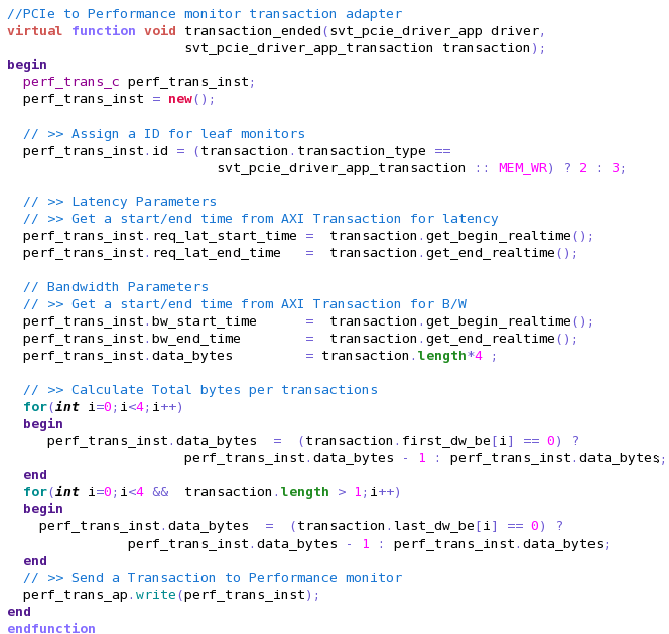 //PCIe to Performance monitor transaction adapter
virtual function void transaction_ended(svt_pcie_driver_app driver,
svt_pcie_driver_app_transaction transaction);
begin
perf_trans_c perf_trans_inst;
perf_trans_inst = new();
// >> Assign a ID for leaf monitors
perf_trans_inst.id = (transaction.transaction_type ==
svt_pcie_driver_app_transaction :: MEM_WR) ? 2 : 3;
// >> Latency Parameters
// >> Get a start/end time from AXI Transaction for latency
perf_trans_inst.req_lat_start_time =  transaction.get_begin_realtime();
perf_trans_inst.req_lat_end_time   =  transaction.get_end_realtime();
// Bandwidth Parameters
// >> Get a start/end time from AXI Transaction for B/W
perf_trans_inst.bw_start_time      =  transaction.get_begin_realtime();
perf_trans_inst.bw_end_time        =  transaction.get_end_realtime();
perf_trans_inst.data_bytes         = transaction.length*4 ;
// >> Calculate Total bytes per transactions
for(int i=0;i<4;i++)
begin
perf_trans_inst.data_bytes  =  (transaction.first_dw_be[i] == 0) ?
perf_trans_inst.data_bytes - 1 : perf_trans_inst.data_bytes;
end
for(int i=0;i<4 &&  transaction.length > 1;i++)
begin
perf_trans_inst.data_bytes  =  (transaction.last_dw_be[i] == 0) ?
perf_trans_inst.data_bytes - 1 : perf_trans_inst.data_bytes;
end
// >> Send a Transaction to Performance monitor
perf_trans_ap.write(perf_trans_inst);
end
endfunction